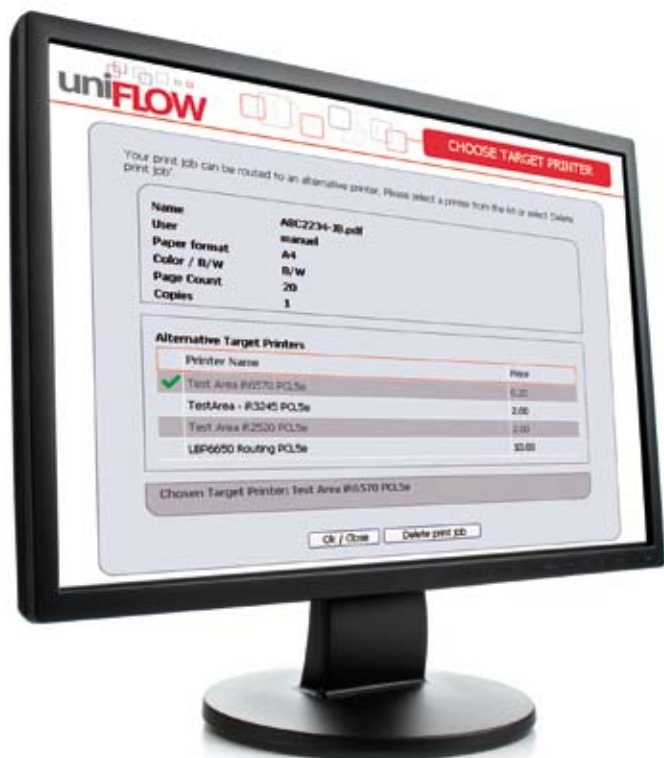 uniFLOW
CHOOSE TARGET PRINTER
Your print job can be routed to an alternative printer. Please select a printer from the list or select 'Delete
print job'
Name ABC2234-JB.pdf
User manuel
Paper format A4
Color / B/W B/W
Page Count 20
Copies 1
Alternative Target Printers
Printer Name Price
Test Area iR6570 PCL5e 0.20
TestArea - iR3245 PCL5e 2.00
Test Area iR2520 PCL5e 2.00
LBP6650 Routing PCL5e 10.00
Chosen Target Printer: Test Area iR6570 PCL5e
Ok / Close Delete print job